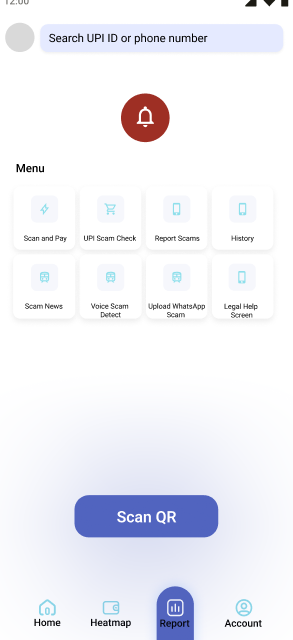 12:00
Search UPI ID or phone number
Menu
Scan and Pay
UPI Scam Check
Report Scams
History
Scam News
Voice Scam
Detect
Upload WhatsApp
Scam
Legal Help
Screen
Scan QR
Home
Heatmap
Report
Account